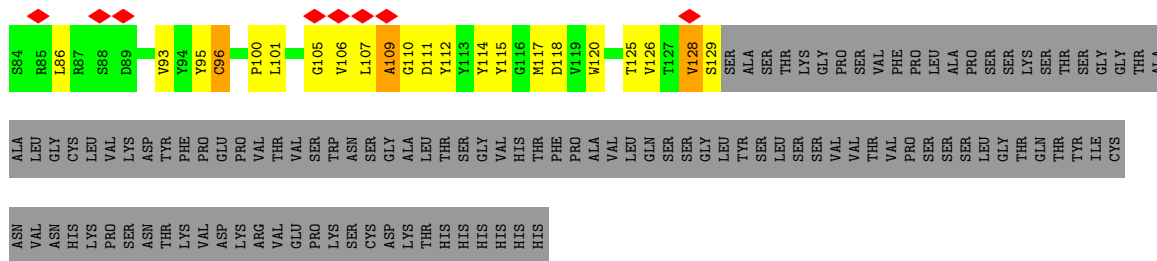 S84 R85 L86 R87 S88 D89 V93 Y94 Y95 C96 P100 L101 G105 V106 L107 A109 G110 D111 Y112 Y113 Y114 Y115 G116 M117 D118 V119 W120 T125 V126 T127 V128 S129 SER ALA SER THR LYS GLY PRO SER VAL PHE PRO LEU ALA PRO SER SER LYS SER THR SER GLY GLY THR ALA
ALA LEU GLY CYS LEU VAL LYS ASP TYR PHE PRO GLU PRO VAL THR VAL SER TRP ASN SER GLY ALA LEU THR SER GLY VAL HIS THR PHE PRO ALA VAL LEU GLN SER SER GLY LEU TYR SER LEU SER SER VAL VAL THR VAL PRO SER SER SER LEU GLY THR GLN THR TYR ILE CYS
ASN VAL ASN HIS LYS PRO SER ASN THR LYS VAL ASP LYS ARG VAL GLU PRO LYS SER CYS ASP LYS THR HIS HIS HIS HIS HIS HIS